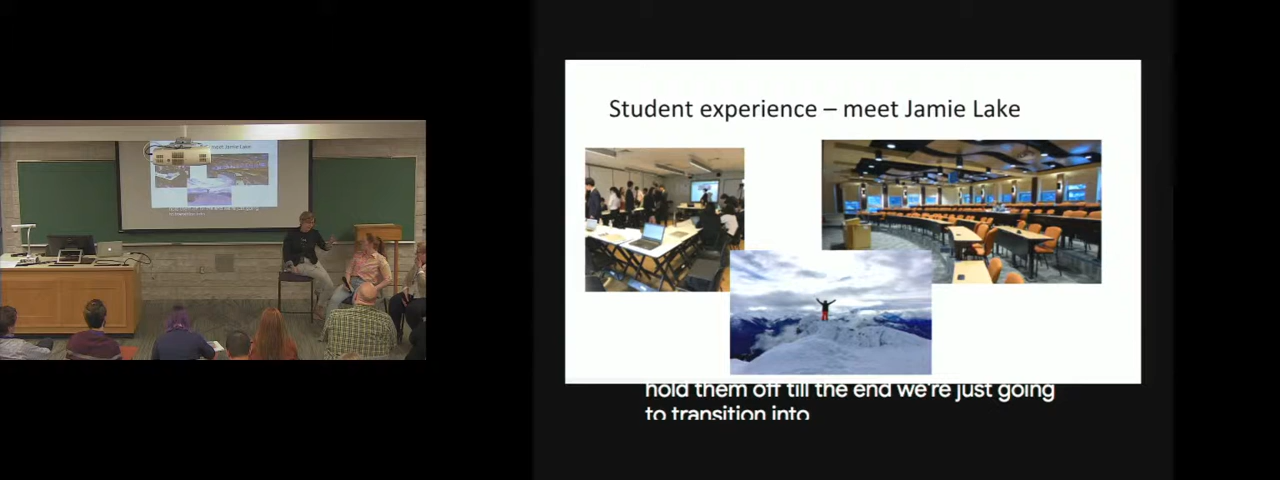 Student experience – meet Jamie Lake
hold them off till the end we're just going
to transition into